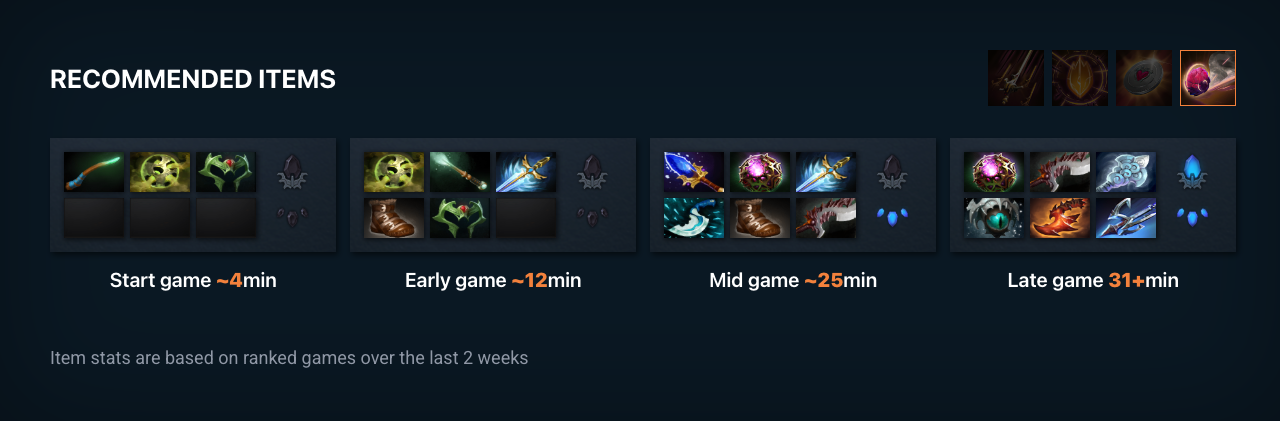 RECOMMENDED ITEMS
Start game ~4min
Early game ~12min
Mid game ~25min
Late game 31+min
Item stats are based on ranked games over the last 2 weeks